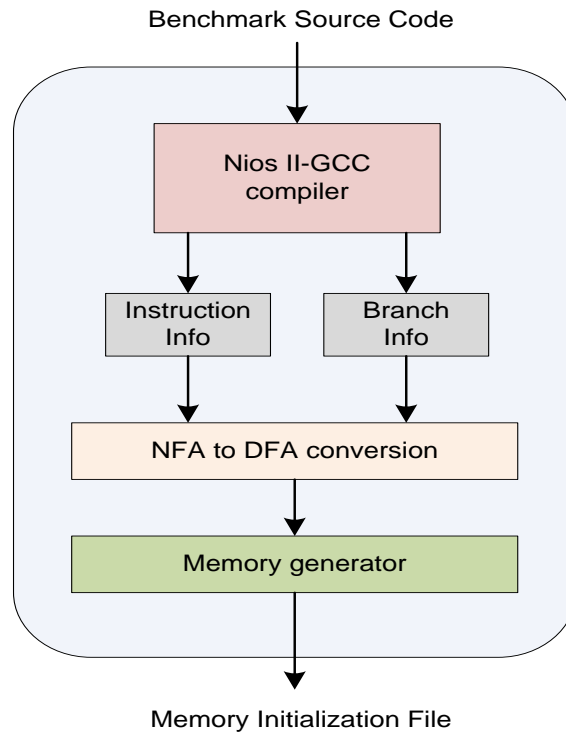 Benchmark Source Code
Nios II-GCC
compiler
Instruction
Info
Branch
Info
NFA to DFA conversion
Memory generator
Memory Initialization File